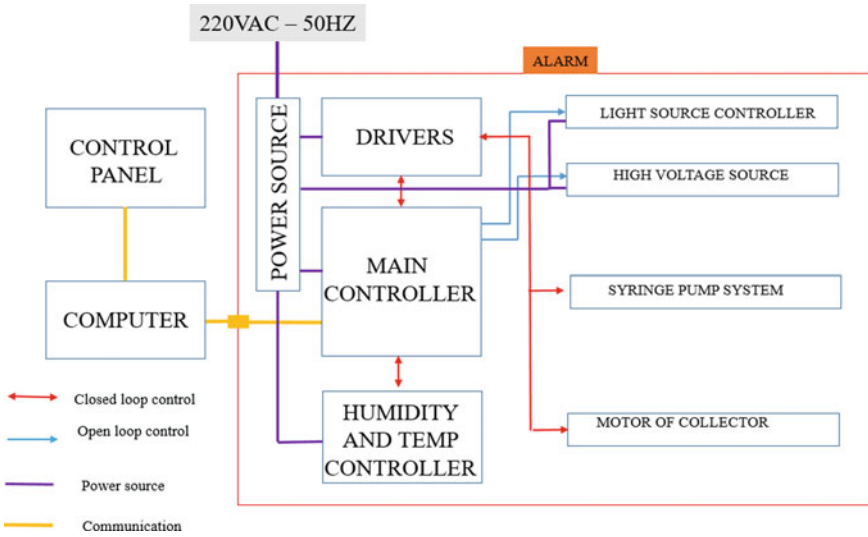 220VAC – 50HZ
ALARM
CONTROL
PANEL
POWER SOURCE
DRIVERS
LIGHT SOURCE CONTROLLER
HIGH VOLTAGE SOURCE
MAIN
CONTROLLER
COMPUTER
SYRINGE PUMP SYSTEM
HUMIDITY
AND TEMP
CONTROLLER
MOTOR OF COLLECTOR
Closed loop control
Open loop control
Power source
Communication